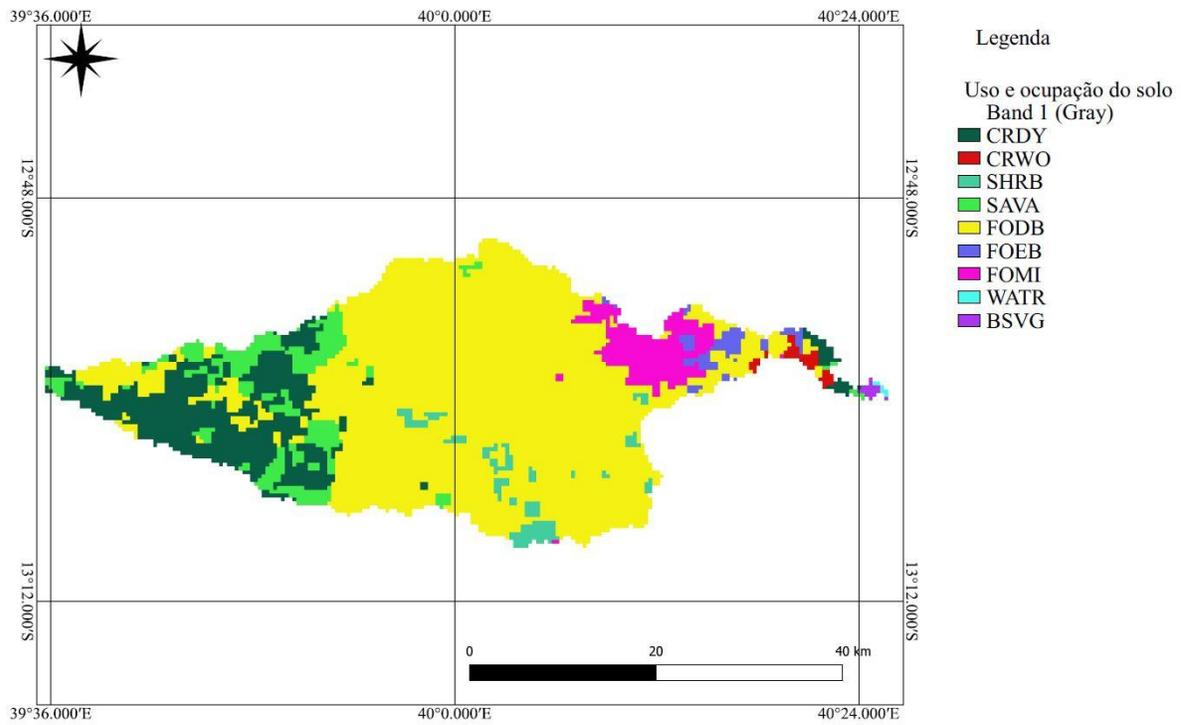 39°36.000'E 40°0.000'E 40°24.000'E
Legenda
Uso e ocupação do solo
Band 1 (Gray)
CRDY
CRWO
SHRB
SAVA
FODB
FOEB
FOMI
WATR
BSVG
12°48.000'S 12°48.000'S
13°12.000'S 13°12.000'S
0 20 40 km
39°36.000'E 40°0.000'E 40°24.000'E